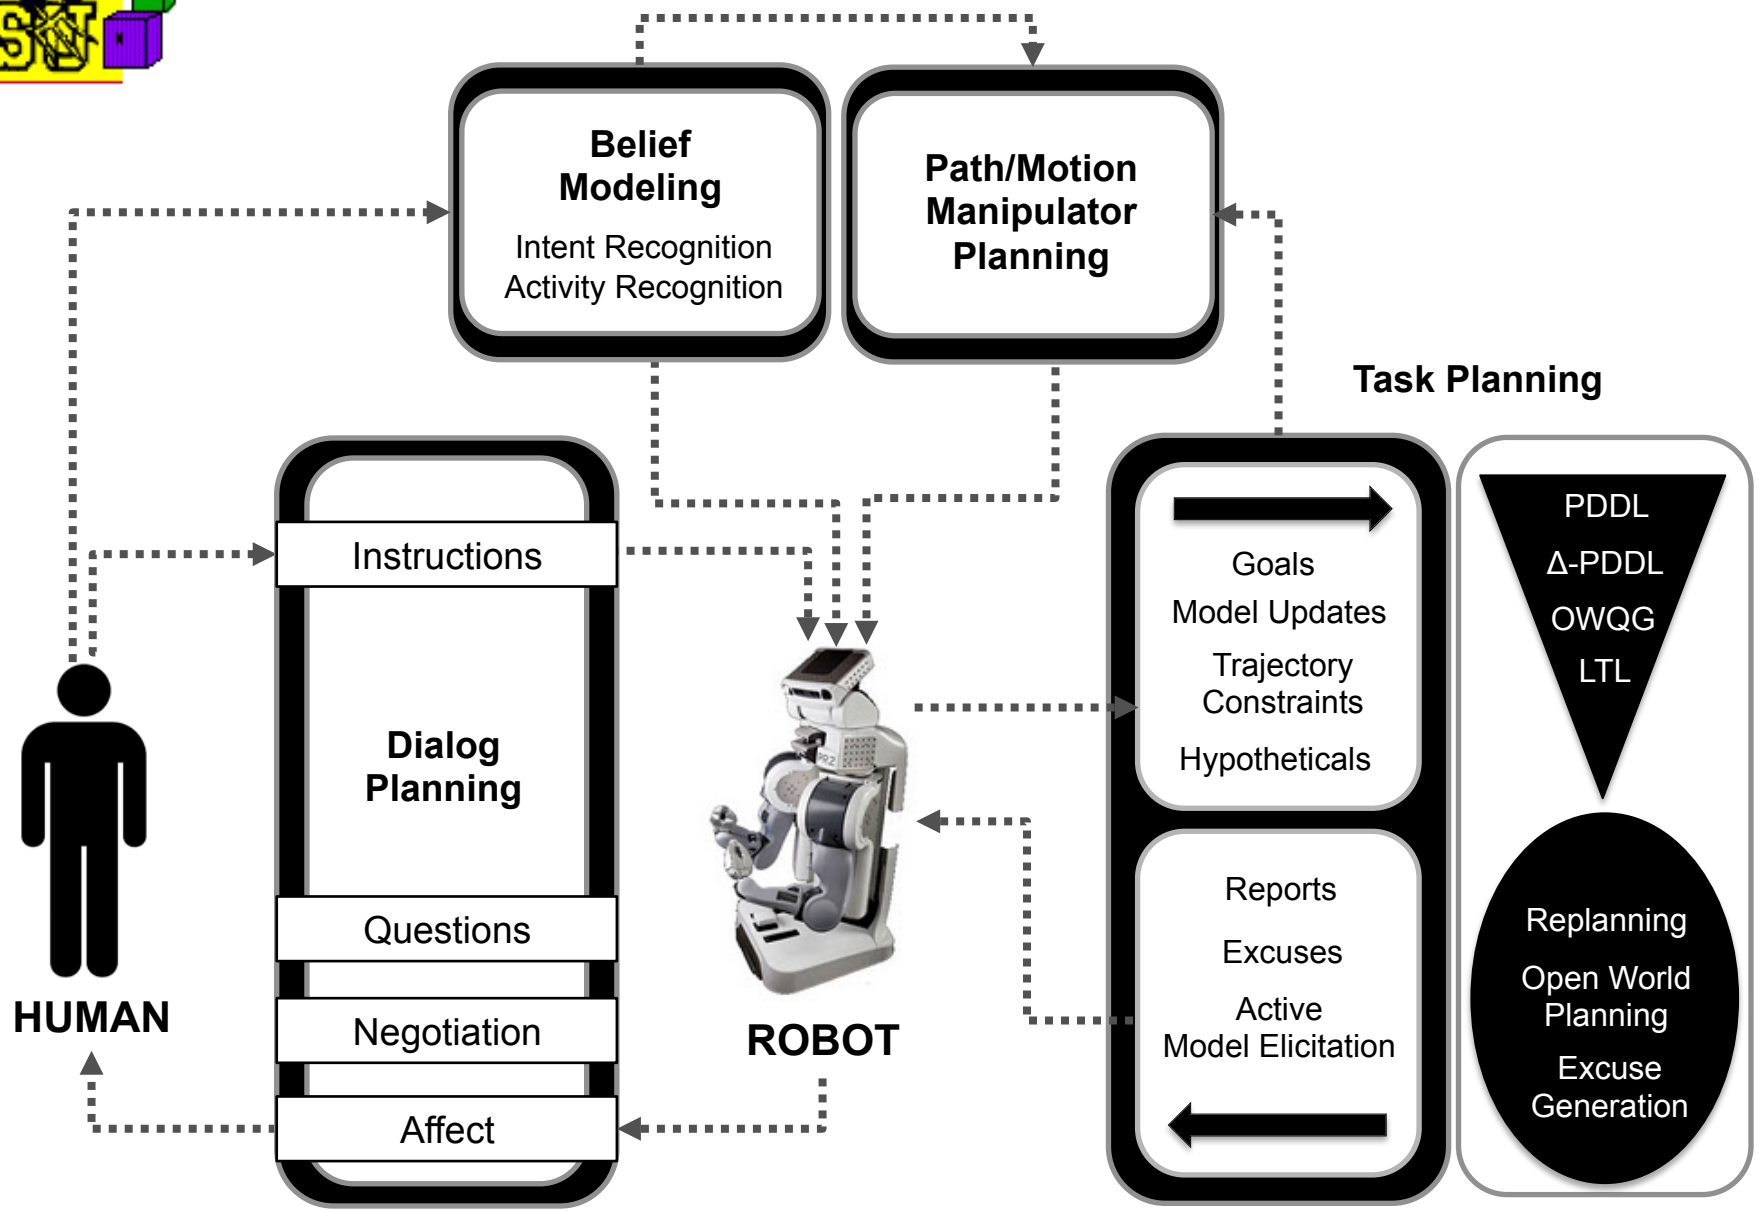 SU
Belief
Modeling
Intent Recognition
Activity Recognition
Path/Motion
Manipulator
Planning
Task Planning
Instructions
Dialog
Planning
Questions
Negotiation
Affect
HUMAN
ROBOT
PR2
Goals
Model Updates
Trajectory
Constraints
Hypotheticals
Reports
Excuses
Active
Model Elicitation
PDDL
Δ-PDDL
OWQG
LTL
Replanning
Open World
Planning
Excuse
Generation